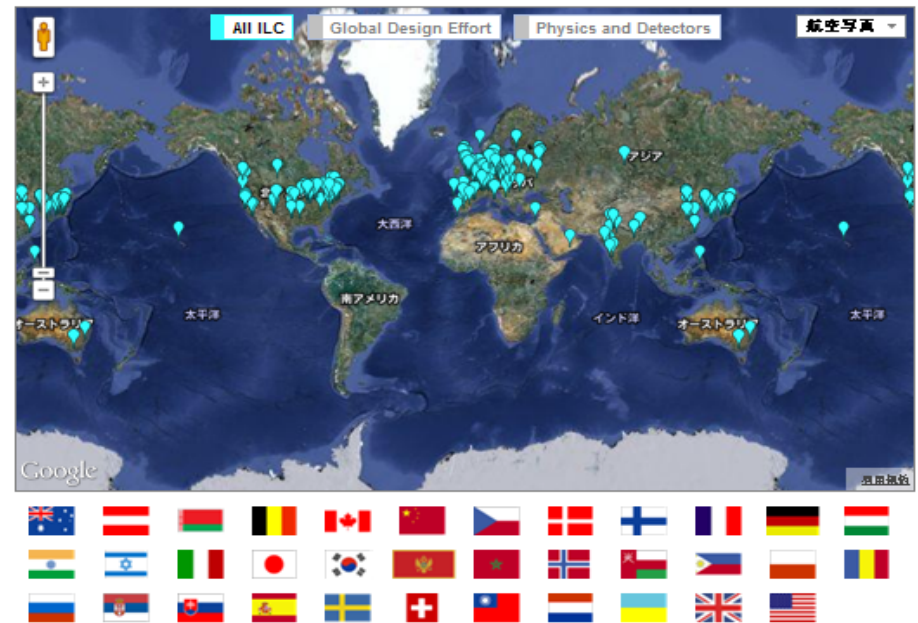 All ILC
Global Design Effort
Physics and Detectors
航空写真
アジア
大西洋
アフリカ
南アメリカ
太平洋
インド洋
オーストラリア
オーストラリア
太平洋
Google